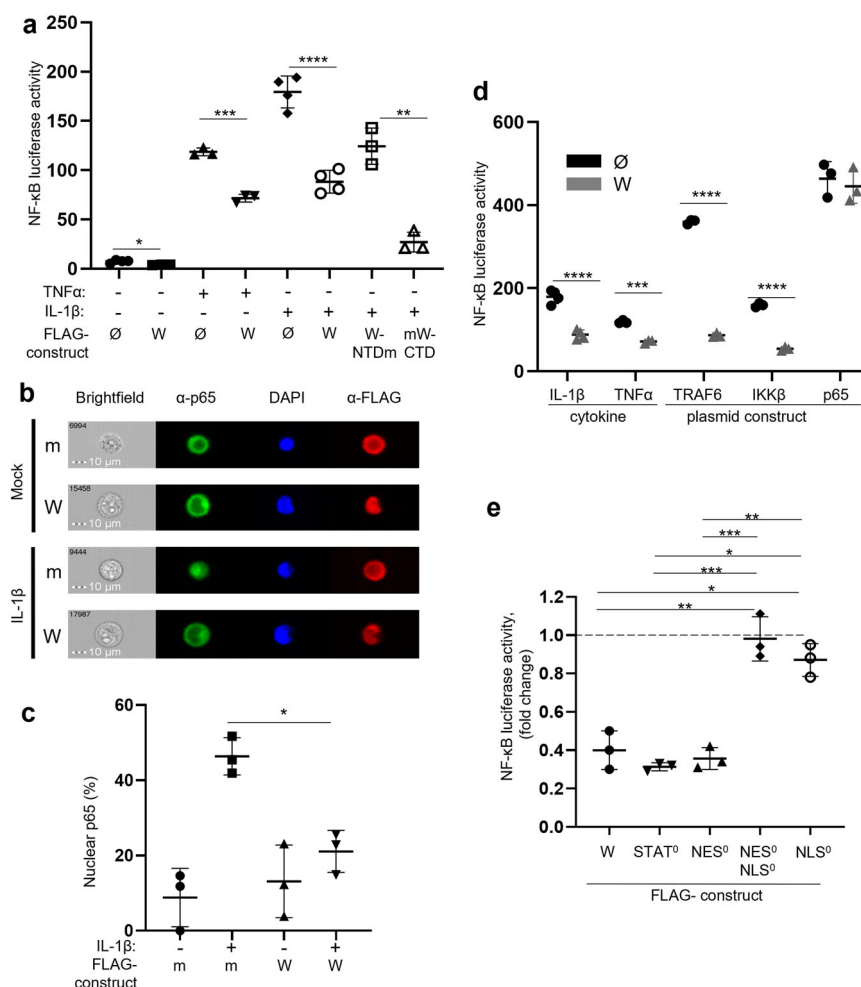 a
NF-κB luciferase activity
250
200
150
100
50
0
*
***
****
**
TNFα: - - + + - - - -
IL-1β: - - - - + + + +
FLAG- Ø W Ø W Ø W W- mW-
construct NTDm CTD
b
Brightfield α-p65 DAPI α-FLAG
Mock
m
6994
10 µm
W
15458
10 µm
IL-1β
m
9444
10 µm
W
17987
10 µm
c
Nuclear p65 (%)
60
40
20
0
*
IL-1β: - + - +
FLAG- m m W W
construct
d
NF-κB luciferase activity
600
400
200
0
Ø
W
****
***
****
****
IL-1β TNFα TRAF6 IKKβ p65
cytokine plasmid construct
e
NF-κB luciferase activity,
(fold change)
**
***
*
***
*
**
1.2
1.0
0.8
0.6
0.4
0.2
0.0
W STAT⁰ NES⁰ NES⁰ NLS⁰
NLS⁰
FLAG- construct